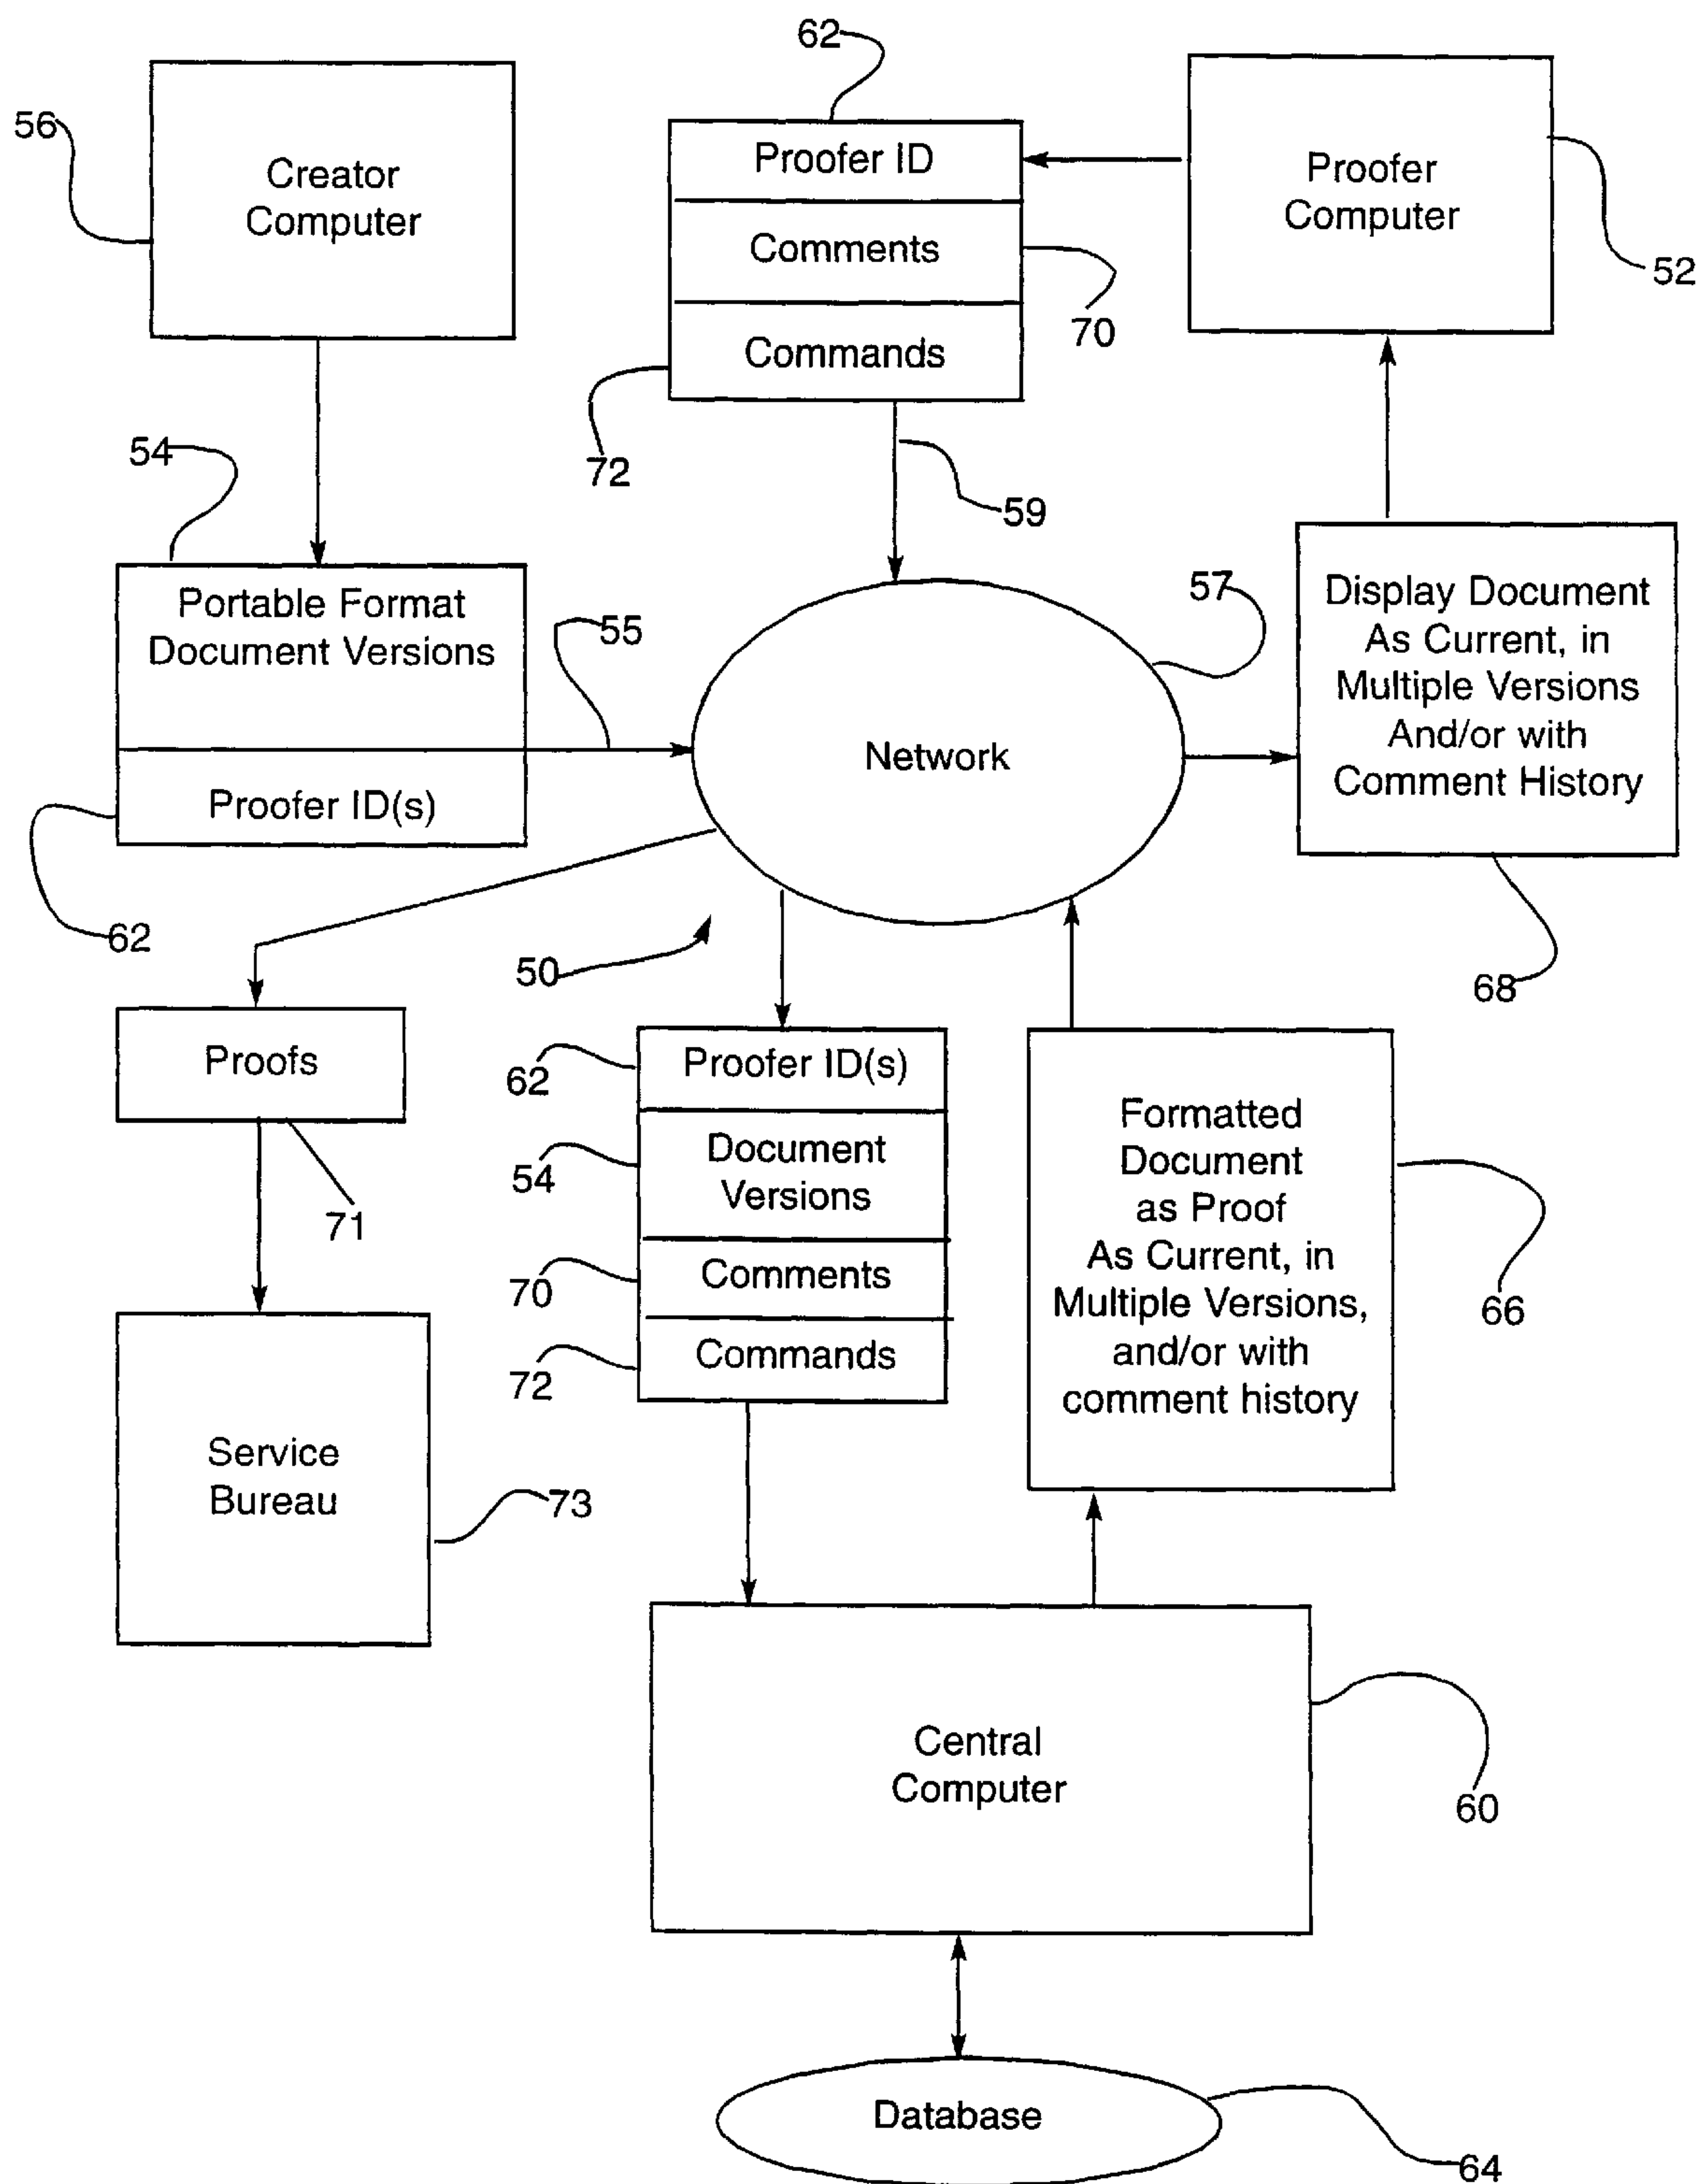 62
56
Creator
Computer
Proofer ID
Comments
Commands
70
72
Proofer
Computer
52
54
59
Portable Format
Document Versions
55
Proofer ID(s)
62
57
Network
Display Document
As Current, in
Multiple Versions
And/or with
Comment History
68
50
Proofs
71
62
Proofer ID(s)
54
Document
Versions
70
Comments
72
Commands
Formatted
Document
as Proof
As Current, in
Multiple Versions,
and/or with
comment history
66
Service
Bureau
73
Central
Computer
60
Database
64